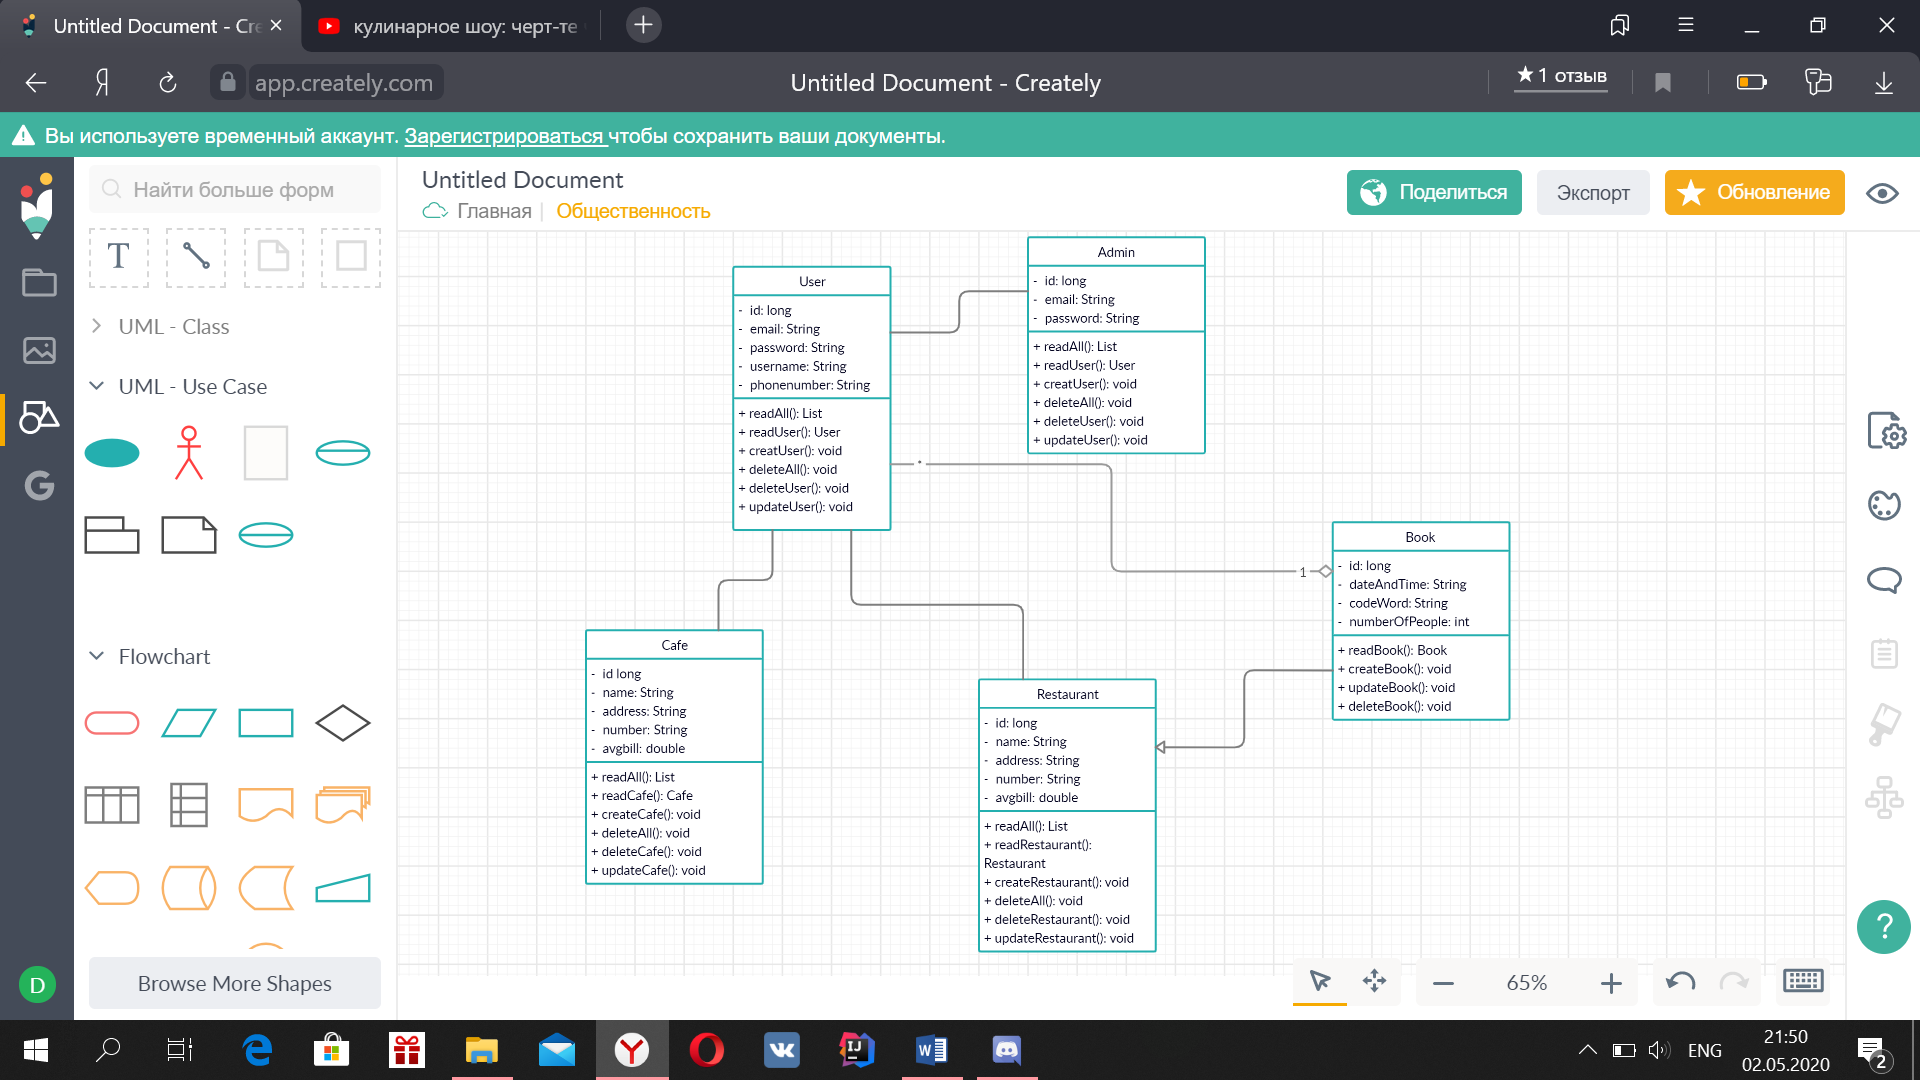 Untitled Document - Cre
кулинарное шоу: черт-те
app.creately.com
Untitled Document - Creately
★ 1 отзыв
Вы используете временный аккаунт. Зарегистрироваться чтобы сохранить ваши документы.
Найти больше форм
Untitled Document
Главная
Общественность
Поделиться
Экспорт
Обновление
T
UML - Class
UML - Use Case
Flowchart
Browse More Shapes
D
User
- id: long
- email: String
- password: String
- username: String
- phonenumber: String
+ readAll(): List
+ readUser(): User
+ creatUser(): void
+ deleteAll(): void
+ deleteUser(): void
+ updateUser(): void
Admin
- id: long
- email: String
- password: String
+ readAll(): List
+ readUser(): User
+ creatUser(): void
+ deleteAll(): void
+ deleteUser(): void
+ updateUser(): void
*
1
Book
- id: long
- dateAndTime: String
- codeWord: String
- numberOfPeople: int
+ readBook(): Book
+ createBook(): void
+ updateBook(): void
+ deleteBook(): void
Cafe
- id long
- name: String
- address: String
- number: String
- avgbill: double
+ readAll(): List
+ readCafe(): Cafe
+ createCafe(): void
+ deleteAll(): void
+ deleteCafe(): void
+ updateCafe(): void
Restaurant
- id: long
- name: String
- address: String
- number: String
- avgbill: double
+ readAll(): List
+ readRestaurant():
Restaurant
+ createRestaurant(): void
+ deleteAll(): void
+ deleteRestaurant(): void
+ updateRestaurant(): void
65%
?
ENG
21:50
02.05.2020
2